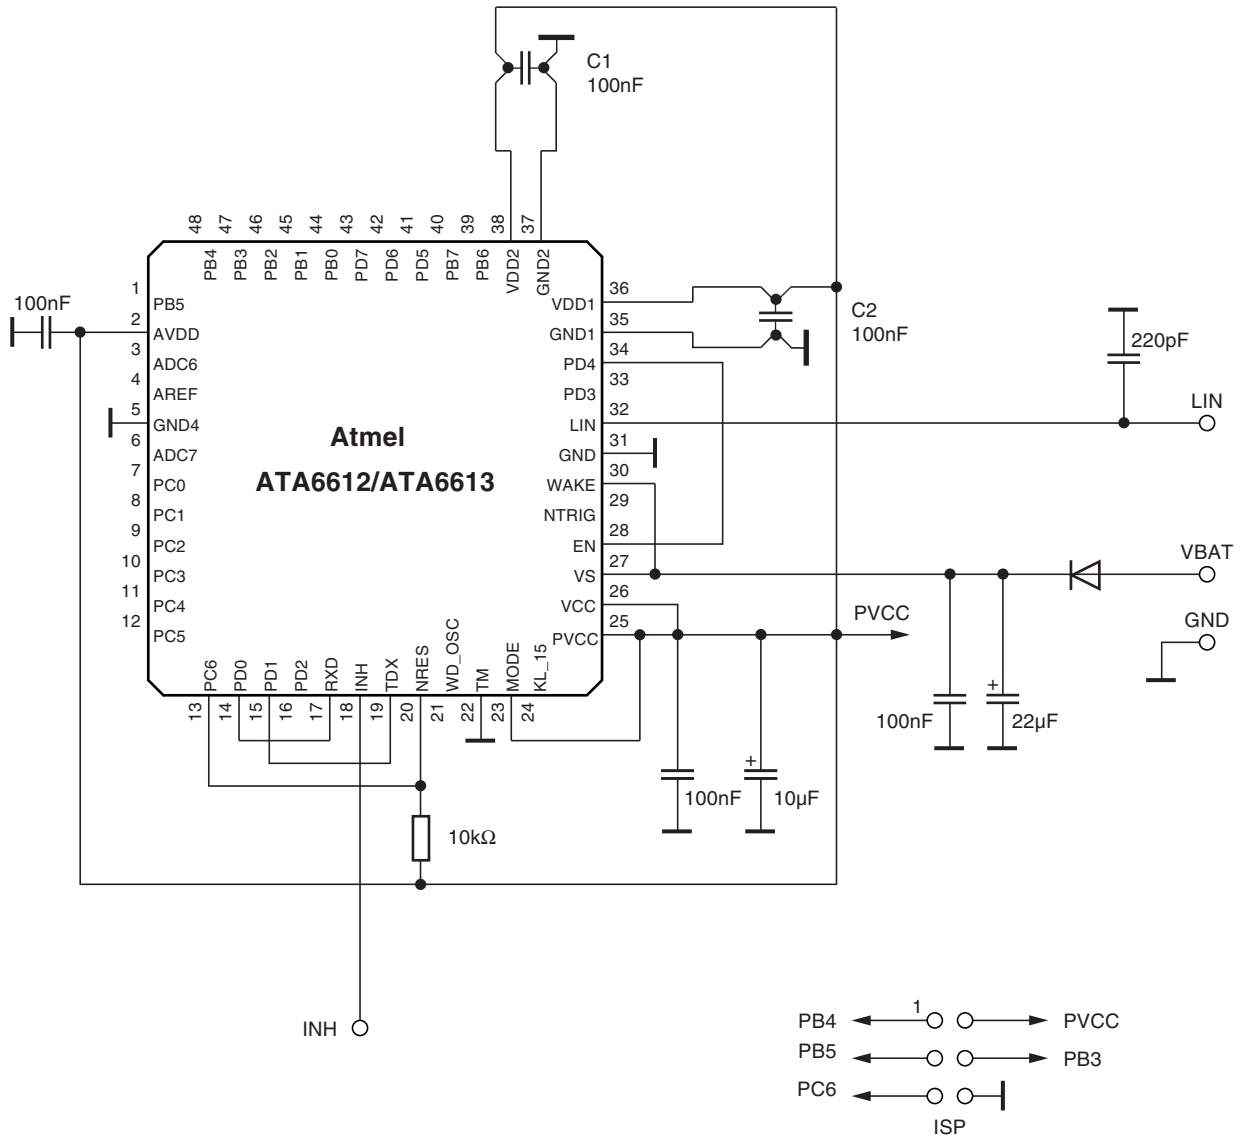 C1
100nF
48
47
46
45
44
43
42
41
40
39
38
37
PB4
PB3
PB2
PB1
PB0
PD7
PD6
PD5
PB7
PB6
VDD2
GND2
100nF
1
2
3
4
5
6
7
8
9
10
11
12
PB5
AVDD
ADC6
AREF
GND4
ADC7
PC0
PC1
PC2
PC3
PC4
PC5
Atmel
ATA6612/ATA6613
VDD1
GND1
PD4
PD3
LIN
GND
WAKE
NTRIG
EN
VS
VCC
PVCC
36
35
34
33
32
31
30
29
28
27
26
25
C2
100nF
220pF
LIN
VBAT
GND
PVCC
PC6
PD0
PD1
PD2
RXD
INH
TDX
NRES
WD_OSC
TM
MODE
KL_15
13
14
15
16
17
18
19
20
21
22
23
24
100nF
+
22µF
100nF
+
10µF
10kΩ
INH
PB4
1
PVCC
PB5
PB3
PC6
ISP